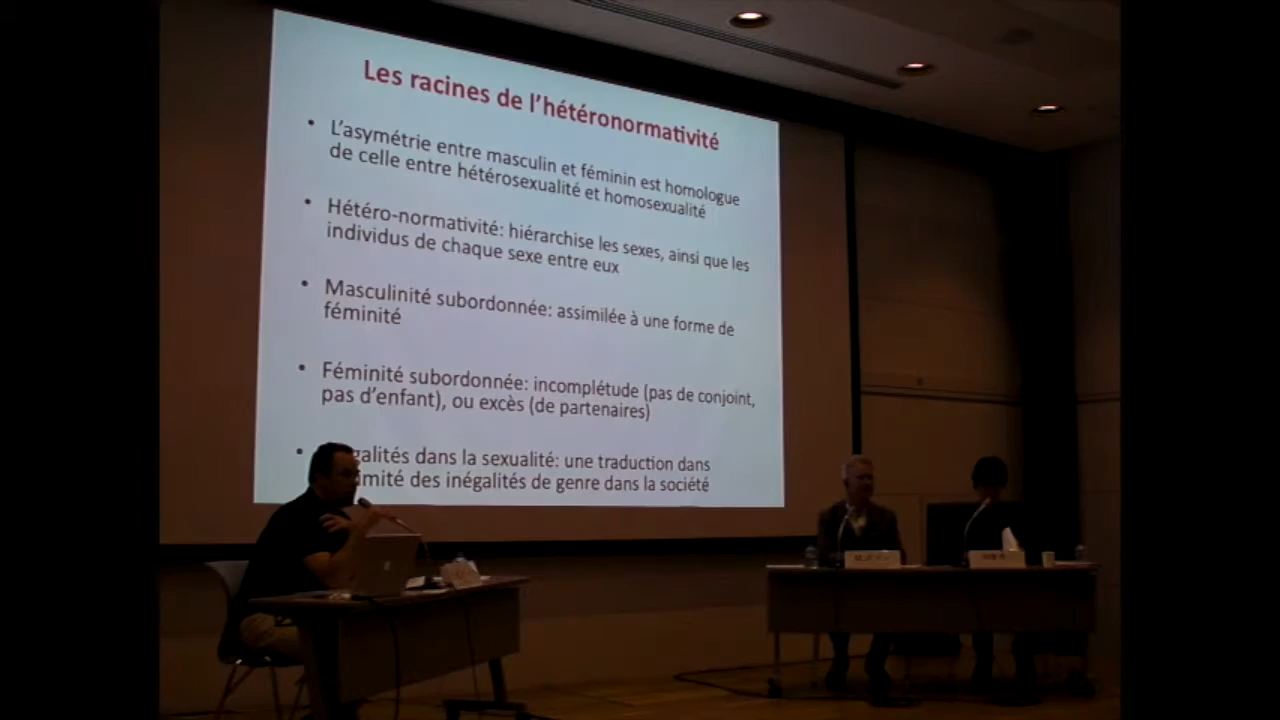 Les racines de l'hétéronormativité
• L'asymétrie entre masculin et féminin est homologue
de celle entre hétérosexualité et homosexualité
• Hétéro-normativité: hiérarchise les sexes, ainsi que les
individus de chaque sexe entre eux
• Masculinité subordonnée: assimilée à une forme de
féminité
• Féminité subordonnée: incomplétude (pas de conjoint,
pas d'enfant), ou excès (de partenaires)
• dans la sexualité: une traduction dans
des inégalités de genre dans la société